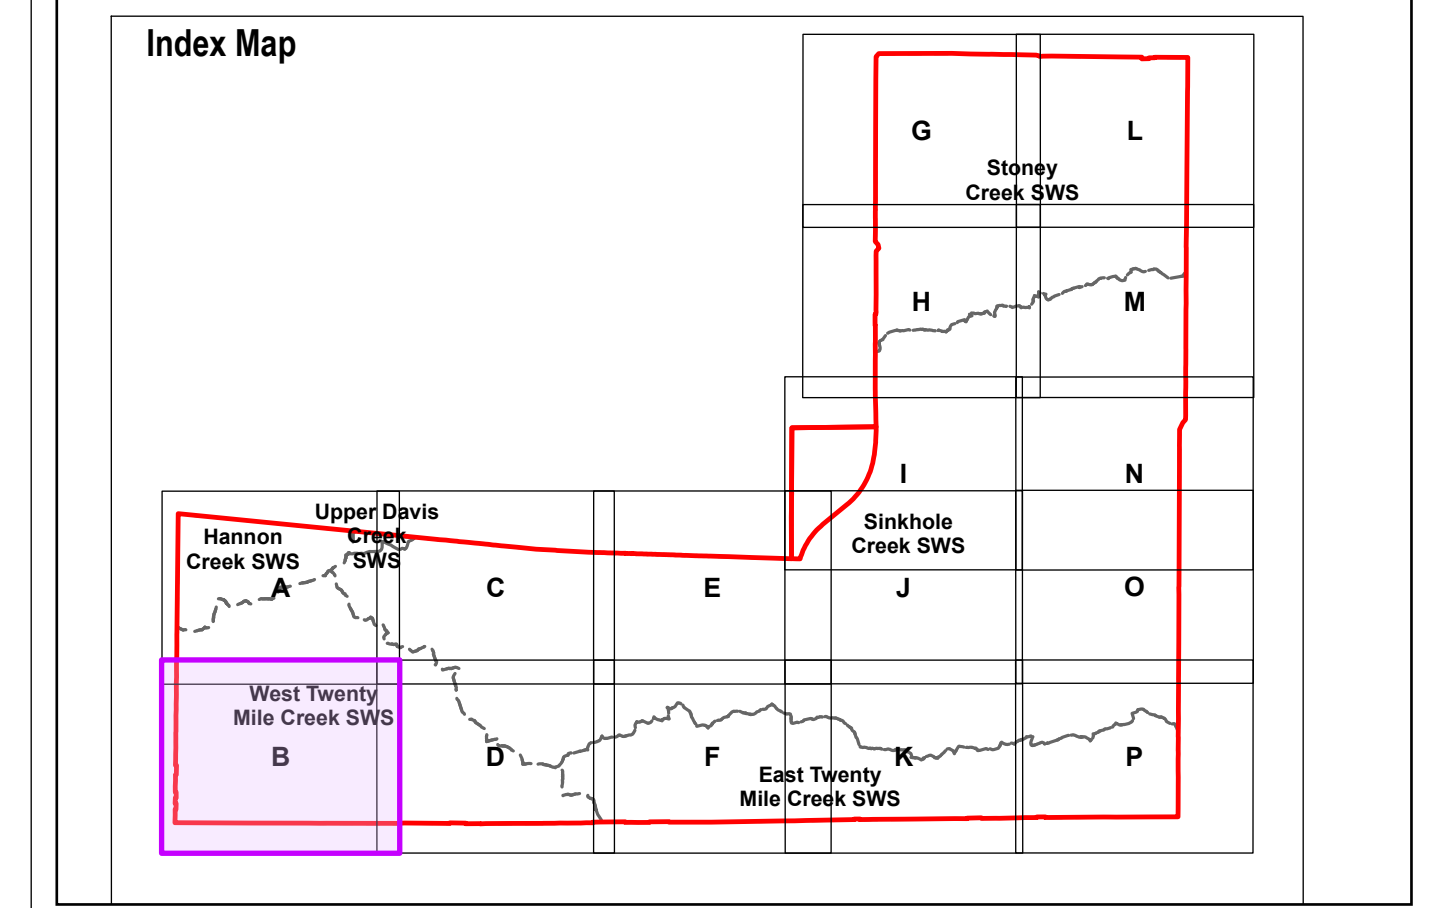 Index Map
G
L
Stoney
Creek SWS
H
M
I
N
Upper Davis
Creek
SWS
Hannon
Creek SWS
Sinkhole
Creek SWS
A
C
E
J
O
West Twenty
Mile Creek SWS
B
D
F
K
P
East Twenty
Mile Creek SWS